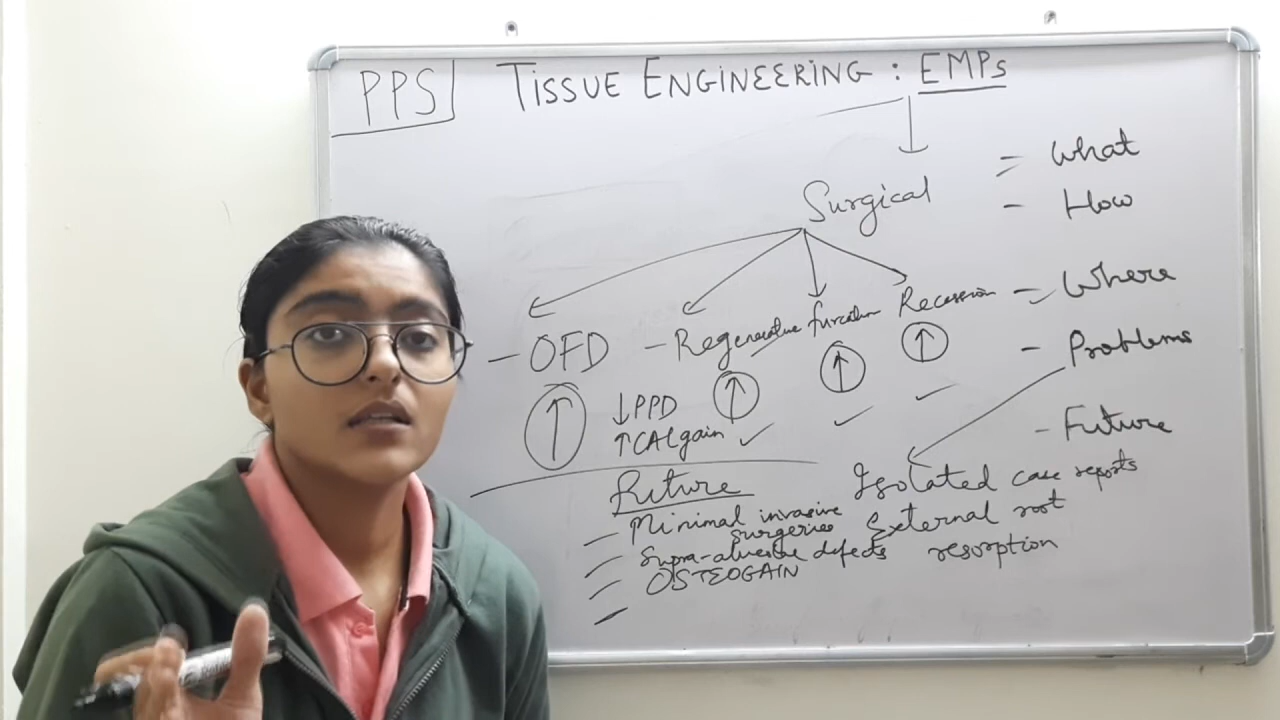 PPS
TISSUE ENGINEERING : EMPs
Surgical
- What
- How
- Where
- Problems
- Future
- OFD
- Regenerative
furcation
Recession
↑
↑
↑
↑
↓PPD
↑CAL gain ✓
✓
Future
- Minimal invasive
surgeries
- Supra-alveolar defects
- OSTEOGAIN
-
Isolated case reports
External root
resorption